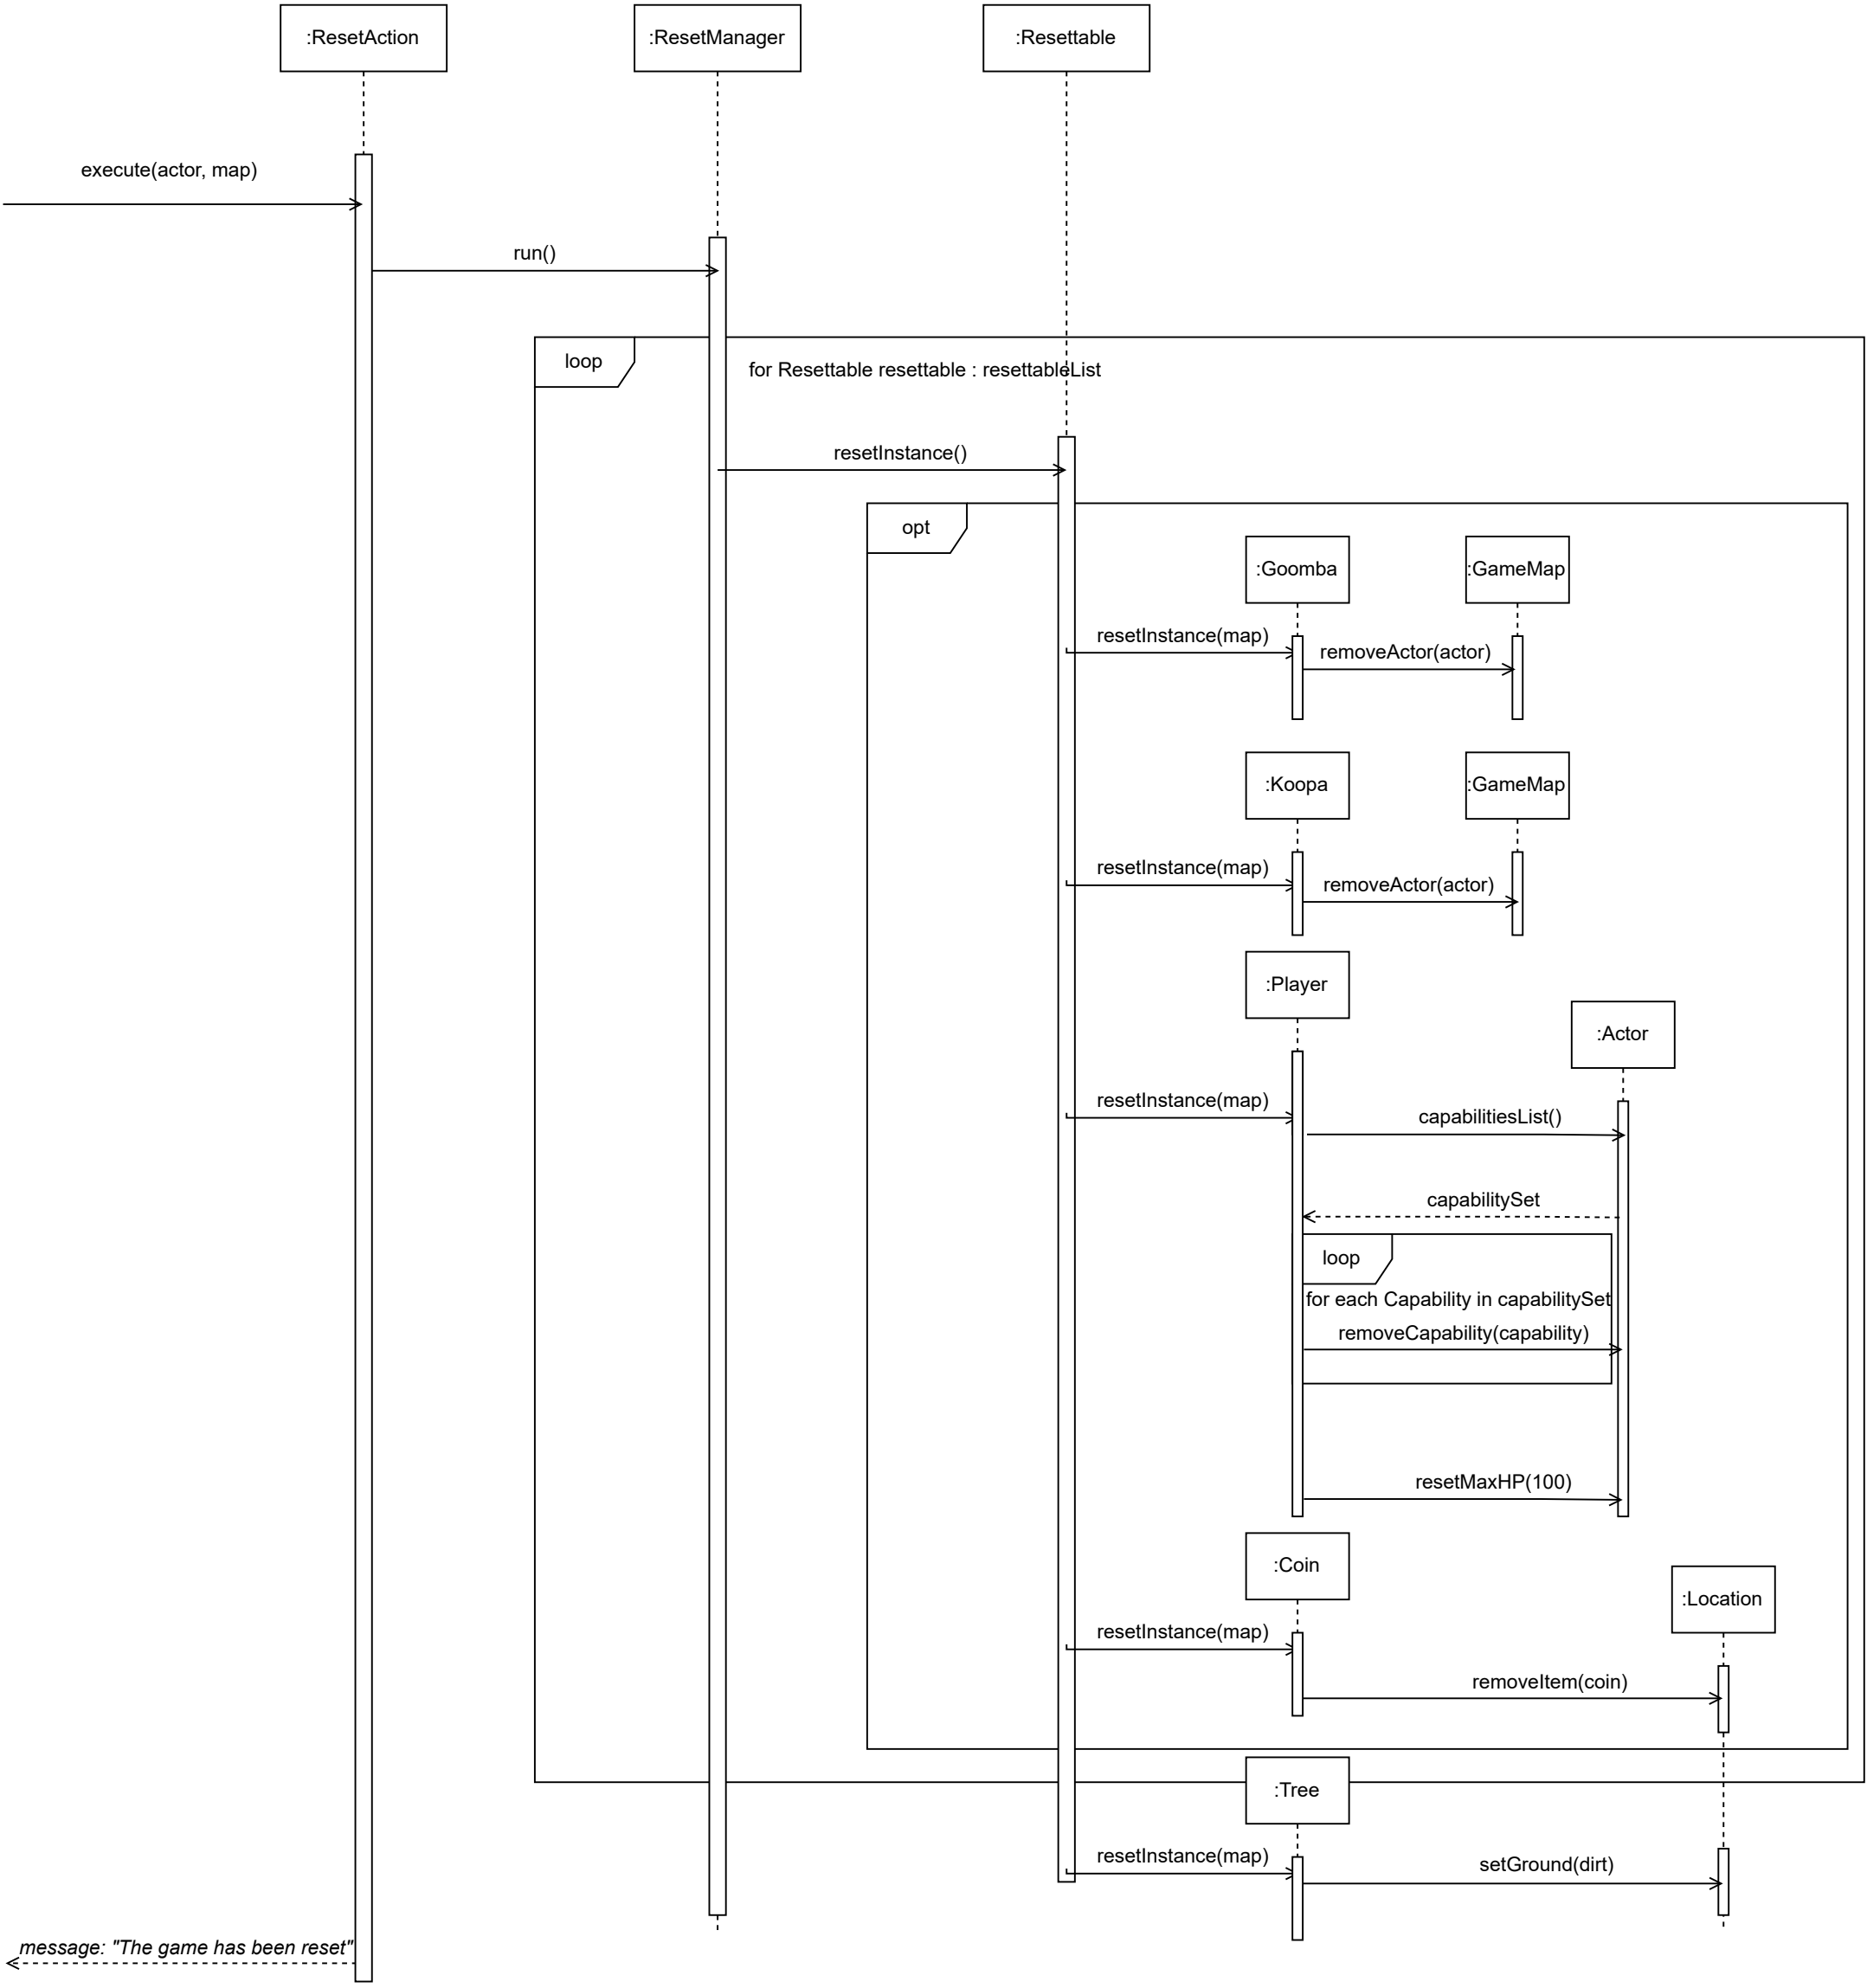 :ResetAction
:ResetManager
:Resettable
execute(actor, map)
run()
loop
for Resettable resettable : resettableList
resetInstance()
opt
:Goomba
:GameMap
resetInstance(map)
removeActor(actor)
:Koopa
:GameMap
resetInstance(map)
removeActor(actor)
:Player
:Actor
resetInstance(map)
capabilitiesList()
capabilitySet
loop
for each Capability in capabilitySet
removeCapability(capability)
resetMaxHP(100)
:Coin
:Location
resetInstance(map)
removeItem(coin)
:Tree
resetInstance(map)
setGround(dirt)
message: "The game has been reset"